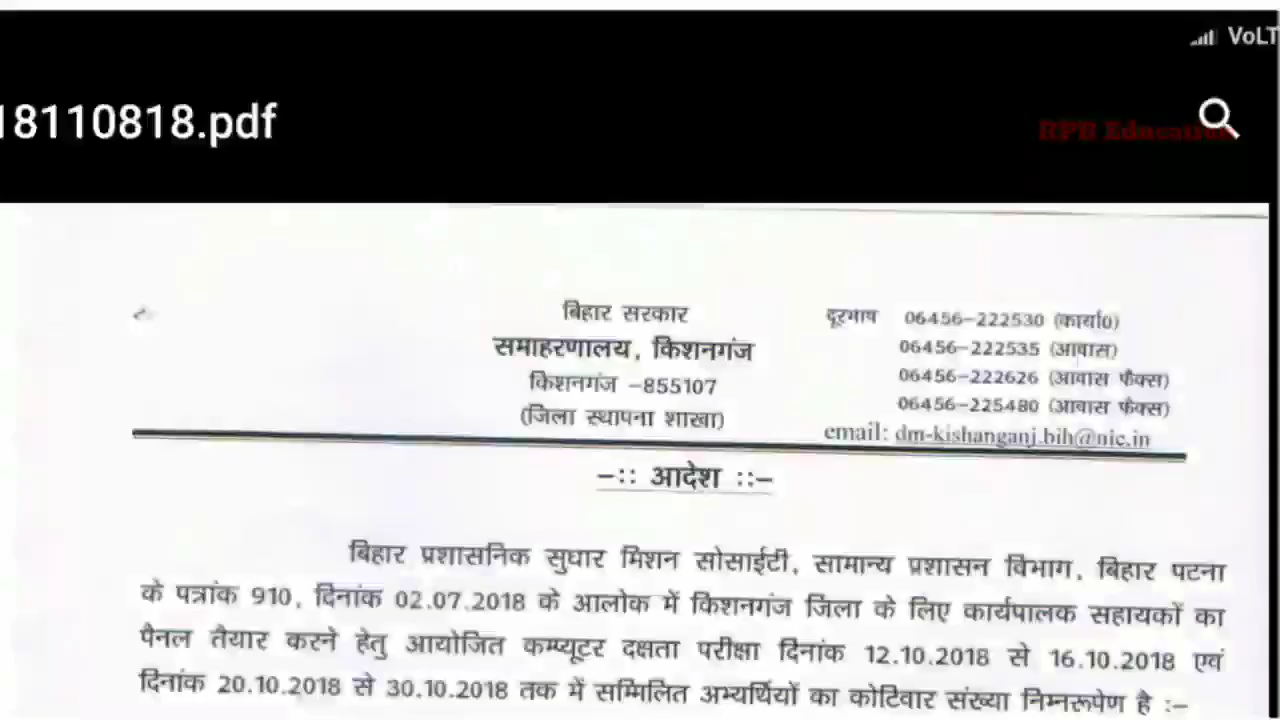 VoLT
18110818.pdf
RPB Education
बिहार सरकार
समाहरणालय, किशनगंज
किशनगंज -855107
(जिला स्थापना शाखा)
दूरभाष 06456-222530 (कार्या0)
06456-222535 (आवास)
06456-222626 (आवास फैक्स)
06456-225480 (आवास फैक्स)
email: dm-kishanganj.bih@nic.in
-:: आदेश ::-
बिहार प्रशासनिक सुधार मिशन सोसाईटी, सामान्य प्रशासन विभाग, बिहार पटना
के पत्रांक 910, दिनांक 02.07.2018 के आलोक में किशनगंज जिला के लिए कार्यपालक सहायकों का
पैनल तैयार करने हेतु आयोजित कम्प्यूटर दक्षता परीक्षा दिनांक 12.10.2018 से 16.10.2018 एवं
दिनांक 20.10.2018 से 30.10.2018 तक में सम्मिलित अभ्यर्थियों का कोटिवार संख्या निम्नरूपेण है :-